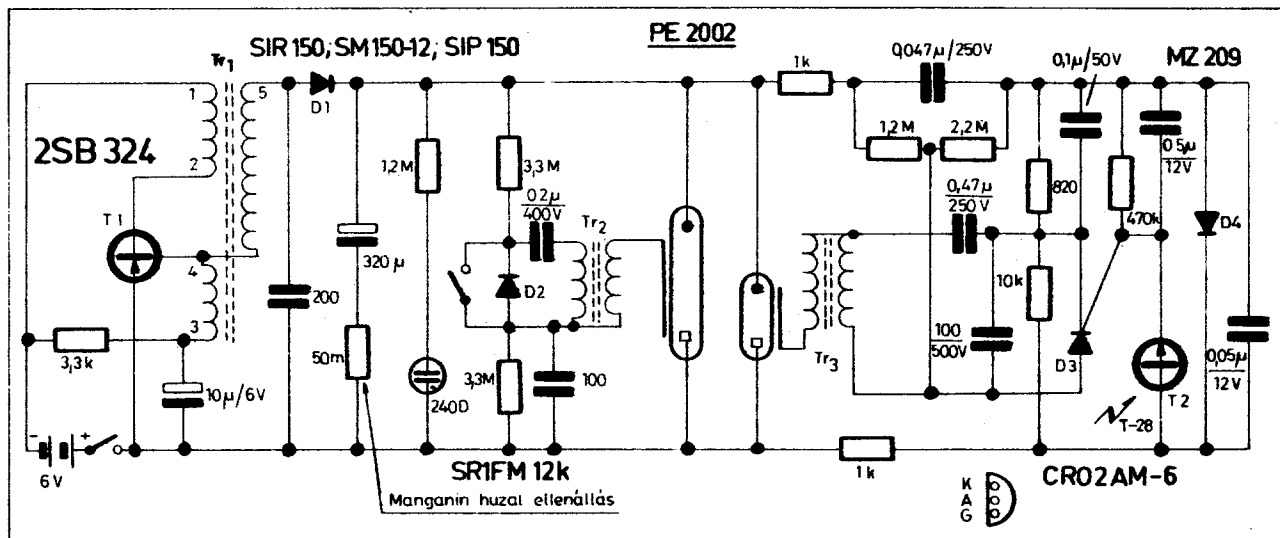 SIR 150, SM 150-12, SIP 150
PE 2002
MZ 209
2SB 324
Tr1
1
2
5
4
3
T1
3,3k
10µ/6V
- +
6V
200
D1
320µ
50m
Manganin huzal ellenállás
1,2M
240D
3,3M
0,2µ
400V
D2
3,3M
100
SR1FM 12k
Tr2
1k
0,047µ/250V
1,2M
2,2M
0,47µ
250V
Tr3
100
500V
820
10k
0,1µ/50V
470k
0,5µ
12V
D3
D4
T2
T-28
0,05µ
12V
1k
CR02AM-6
K
A
G